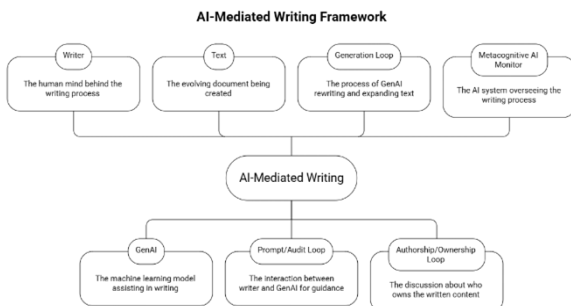 AI-Mediated Writing Framework
Writer
The human mind behind the
writing process
Text
The evolving document being
created
Generation Loop
The process of GenAI
rewriting and expanding text
Metacognitive AI
Monitor
The AI system overseeing the
writing process
AI-Mediated Writing
GenAI
The machine learning model
assisting in writing
Prompt/Audit Loop
The interaction between
writer and GenAI for guidance
Authorship/Ownership
Loop
The discussion about who
owns the written content